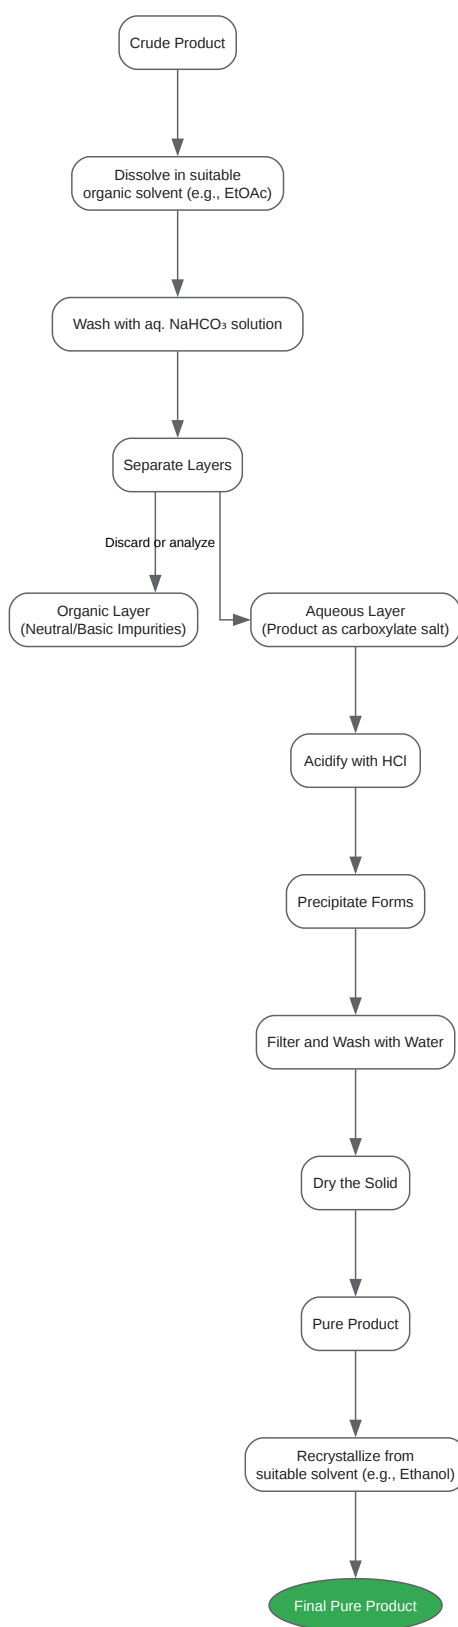 Crude Product
Dissolve in suitable
organic solvent (e.g., EtOAc)
Wash with aq. NaHCO₃ solution
Separate Layers
Discard or analyze
Organic Layer
(Neutral/Basic Impurities)
Aqueous Layer
(Product as carboxylate salt)
Acidify with HCl
Precipitate Forms
Filter and Wash with Water
Dry the Solid
Pure Product
Recrystallize from
suitable solvent (e.g., Ethanol)
Final Pure Product